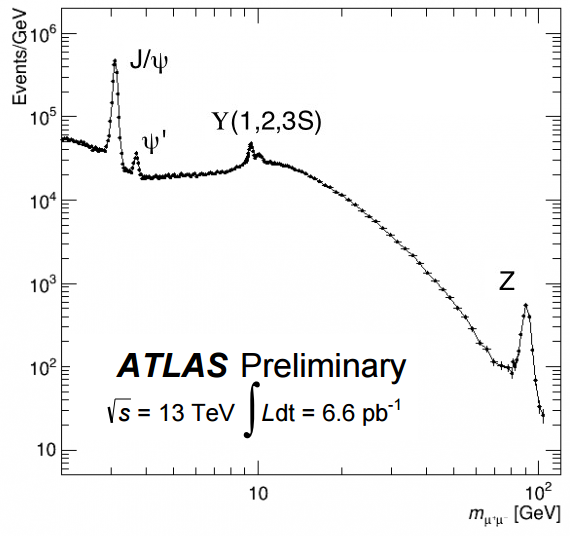 Events/GeV
10⁶
J/ψ
10⁵
ϒ(1,2,3S)
ψ'
10⁴
10³
Z
10²
ATLAS Preliminary
√s = 13 TeV ∫Ldt = 6.6 pb⁻¹
10
10
10²
m_μ⁺μ⁻ [GeV]